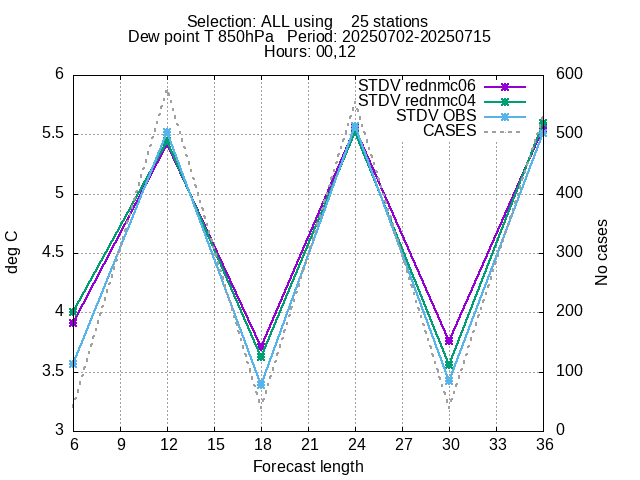 Selection: ALL using    25 stations
Dew point T 850hPa   Period: 20250702-20250715
Hours: 00,12
STDV rednmc06
STDV rednmc04
STDV OBS
CASES
6
5.5
5
4.5
4
3.5
3
600
500
400
300
200
100
0
deg C
No cases
6 9 12 15 18 21 24 27 30 33 36
Forecast length